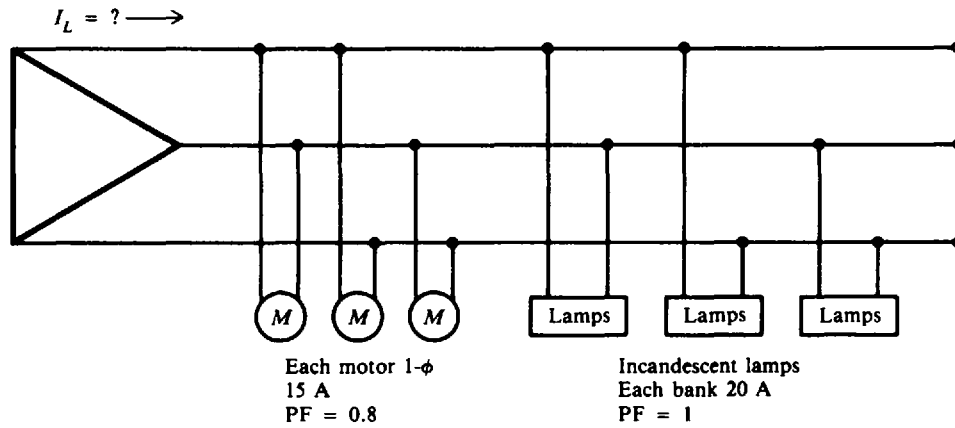 I_L = ?
M M M
Lamps Lamps Lamps
Each motor 1-ϕ
15 A
PF = 0.8
Incandescent lamps
Each bank 20 A
PF = 1